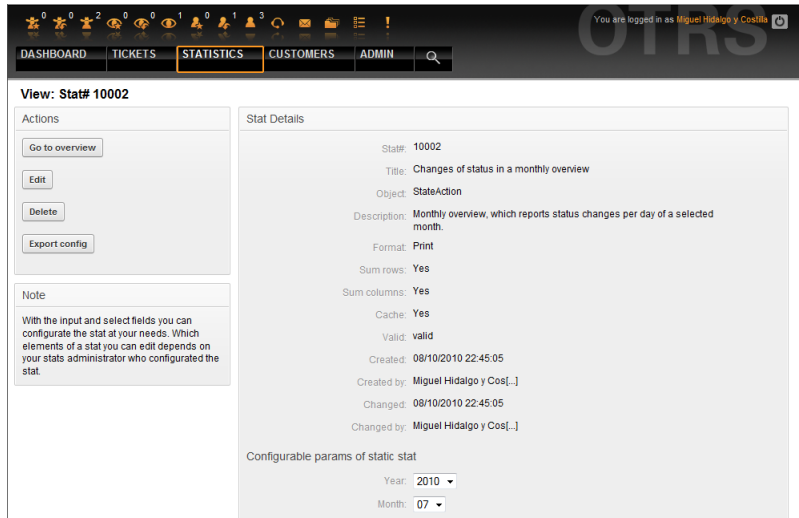 0 0 2 0 0 1 0 1 3
You are logged in as Miguel Hidalgo y Costilla
OTRS
DASHBOARD TICKETS STATISTICS CUSTOMERS ADMIN
View: Stat# 10002
Actions
Go to overview
Edit
Delete
Export config
Note
With the input and select fields you can
configurate the stat at your needs. Which
elements of a stat you can edit depends on
your stats administrator who configurated the
stat.
Stat Details
Stat#: 10002
Title: Changes of status in a monthly overview
Object: StateAction
Description: Monthly overview, which reports status changes per day of a selected
month.
Format: Print
Sum rows: Yes
Sum columns: Yes
Cache: Yes
Valid: valid
Created: 08/10/2010 22:45:05
Created by: Miguel Hidalgo y Cos[...]
Changed: 08/10/2010 22:45:05
Changed by: Miguel Hidalgo y Cos[...]
Configurable params of static stat
Year: 2010
Month: 07